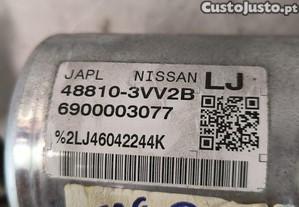 CustoJusto.pt
JAPL NISSAN LJ
48810-3VV2B
6900003077
%2LJ46042244K